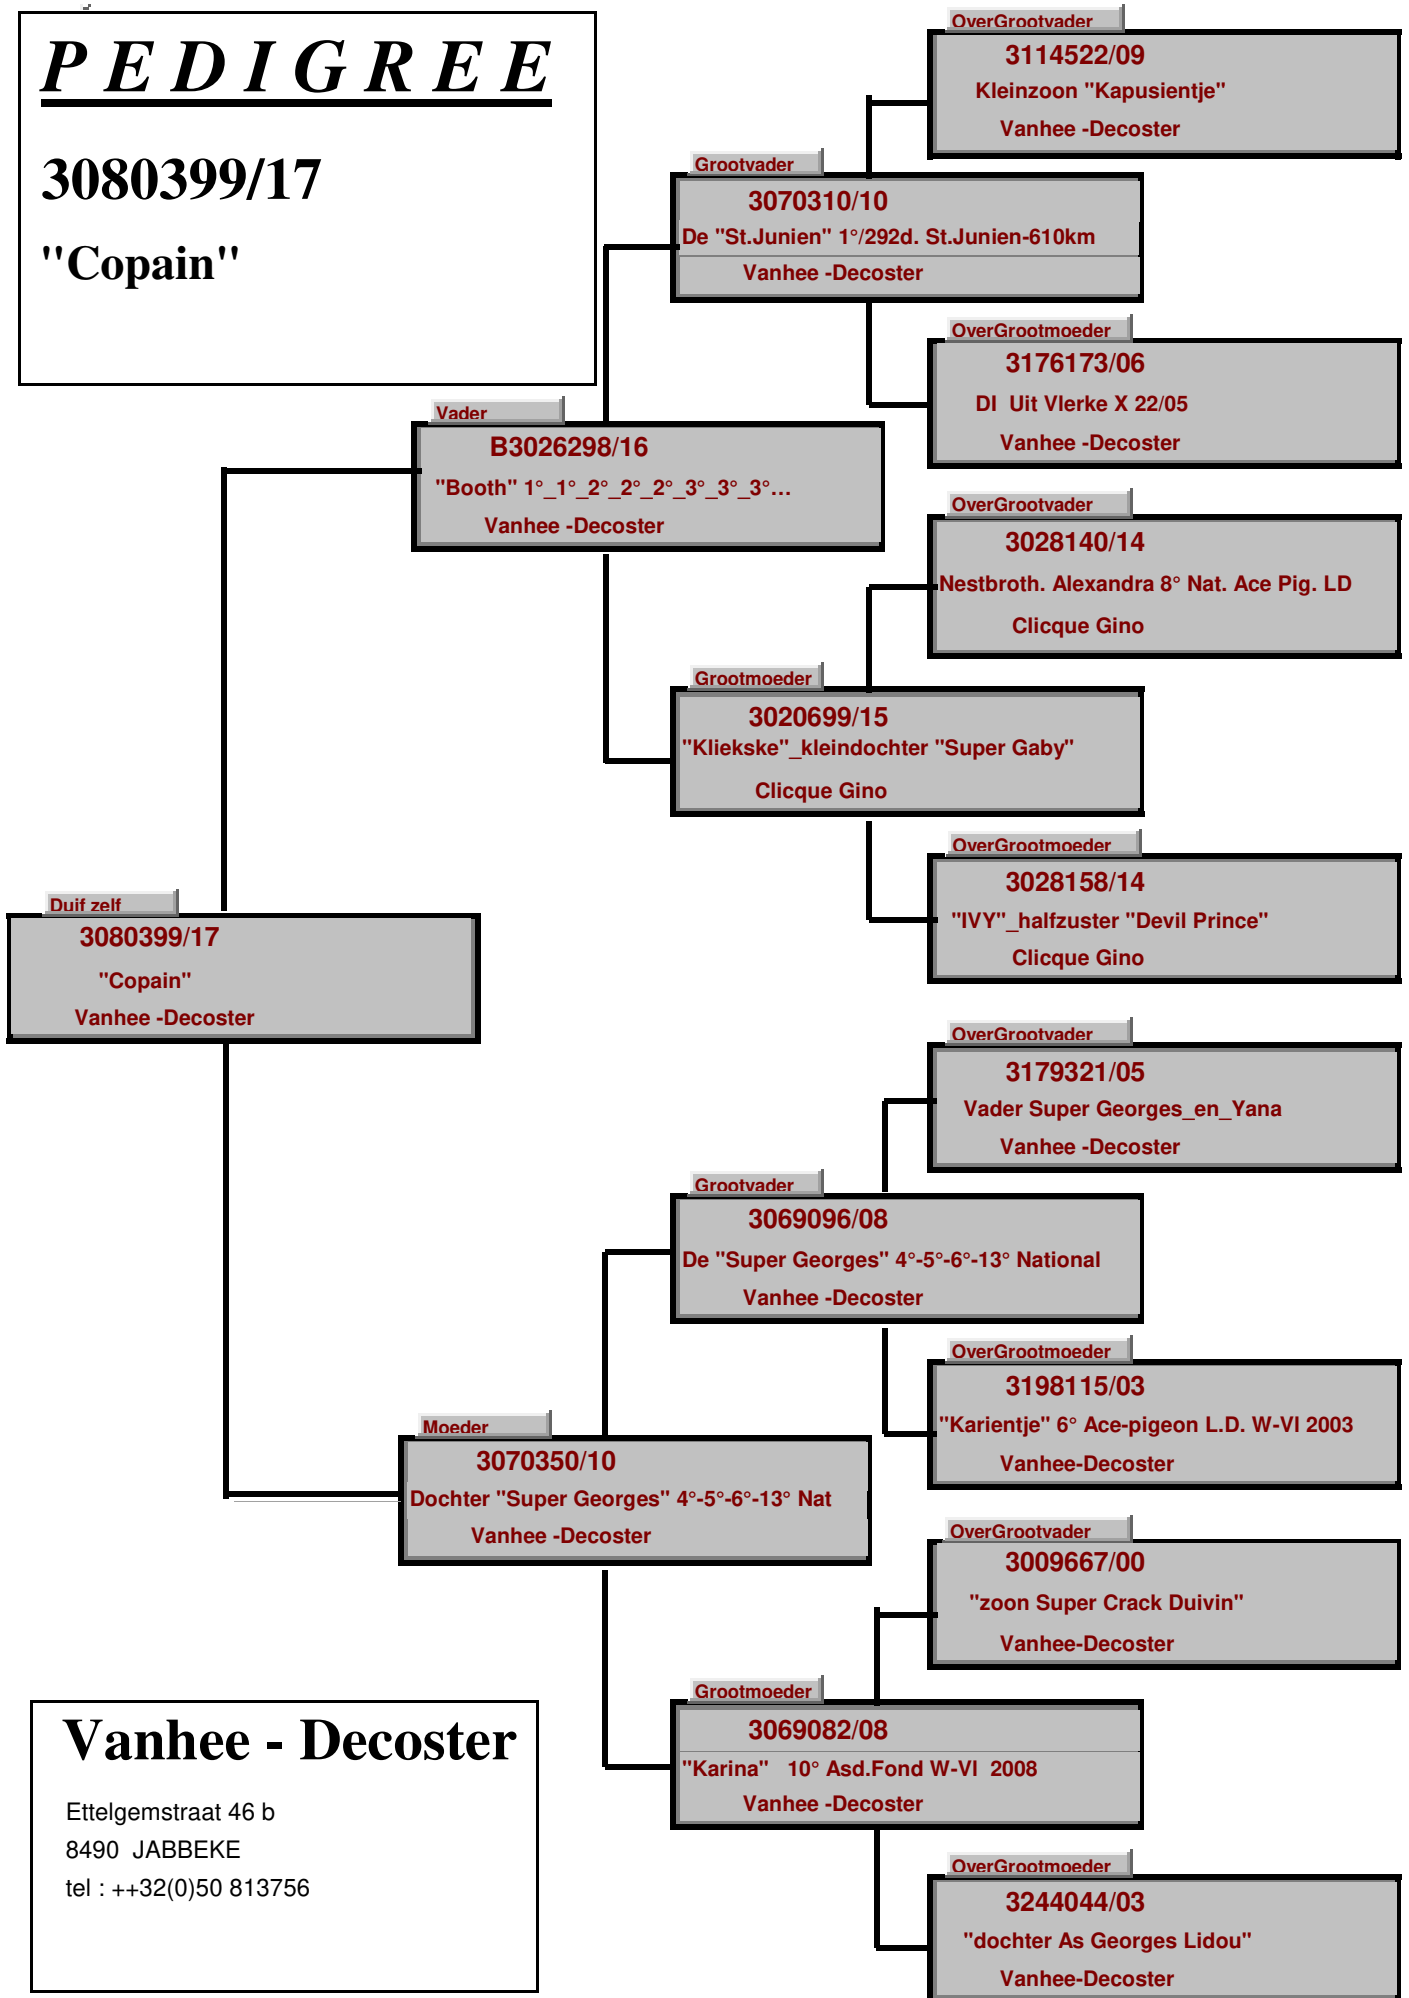 P E D I G R E E
3080399/17
"Copain"
OverGrootvader
3114522/09
Kleinzoon "Kapusientje"
Vanhee -Decoster
Grootvader
3070310/10
De "St.Junien" 1°/292d. St.Junien-610km
Vanhee -Decoster
OverGrootmoeder
3176173/06
DI  Uit Vlerke X 22/05
Vanhee -Decoster
Vader
B3026298/16
"Booth" 1°_1°_2°_2°_2°_3°_3°_3°...
Vanhee -Decoster
OverGrootvader
3028140/14
Nestbroth. Alexandra 8° Nat. Ace Pig. LD
Clicque Gino
Grootmoeder
3020699/15
"Kliekske"_kleindochter "Super Gaby"
Clicque Gino
OverGrootmoeder
3028158/14
"IVY"_halfzuster "Devil Prince"
Clicque Gino
Duif zelf
3080399/17
"Copain"
Vanhee -Decoster
OverGrootvader
3179321/05
Vader Super Georges_en_Yana
Vanhee -Decoster
Grootvader
3069096/08
De "Super Georges" 4°-5°-6°-13° National
Vanhee -Decoster
OverGrootmoeder
3198115/03
"Karientje" 6° Ace-pigeon L.D. W-Vl 2003
Vanhee-Decoster
Moeder
3070350/10
Dochter "Super Georges" 4°-5°-6°-13° Nat
Vanhee -Decoster
OverGrootvader
3009667/00
"zoon Super Crack Duivin"
Vanhee-Decoster
Grootmoeder
3069082/08
"Karina"   10° Asd.Fond W-Vl  2008
Vanhee -Decoster
OverGrootmoeder
3244044/03
"dochter As Georges Lidou"
Vanhee-Decoster
Vanhee - Decoster
Ettelgemstraat 46 b
8490  JABBEKE
tel : ++32(0)50 813756